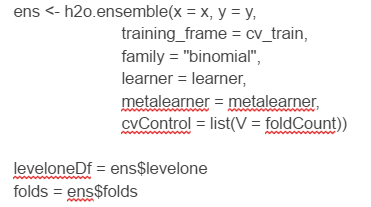 ens <- h2o.ensemble(x = x, y = y,
training_frame = cv_train,
family = "binomial",
learner = learner,
metalearner = metalearner,
cvControl = list(V = foldCount))
leveloneDf = ens$levelone
folds = ens$folds